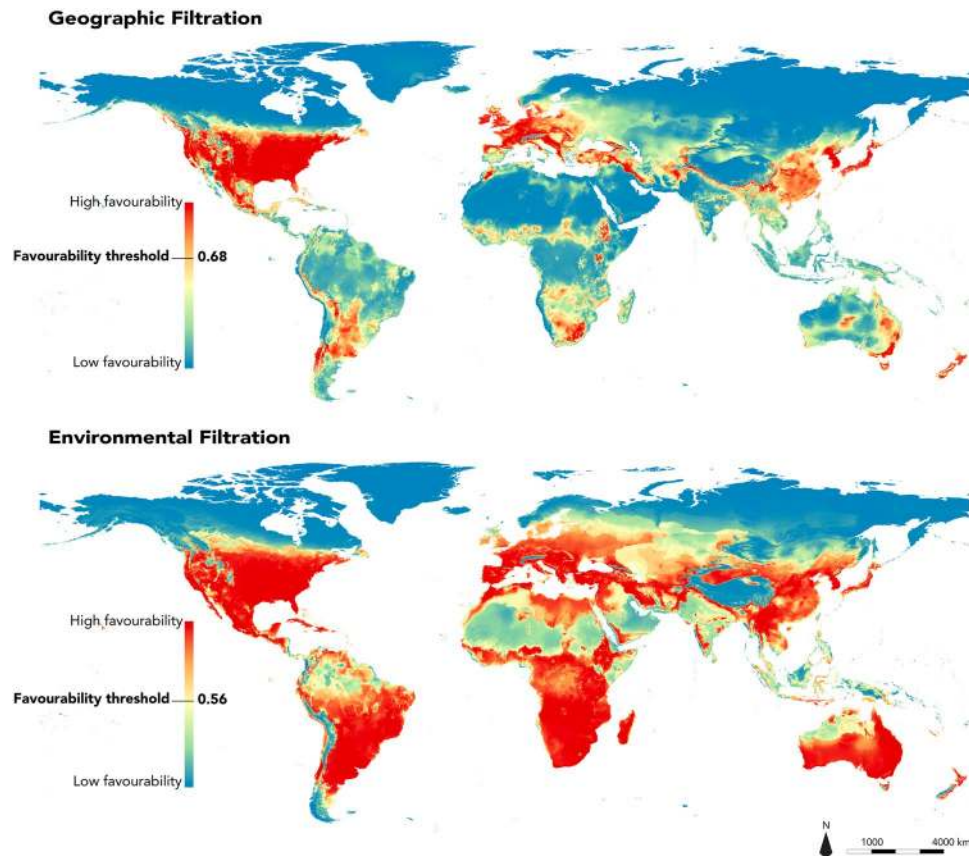 Geographic Filtration
High favourability
Favourability threshold 0.68
Low favourability
Environmental Filtration
High favourability
Favourability threshold 0.56
Low favourability
N
1000 4000 km